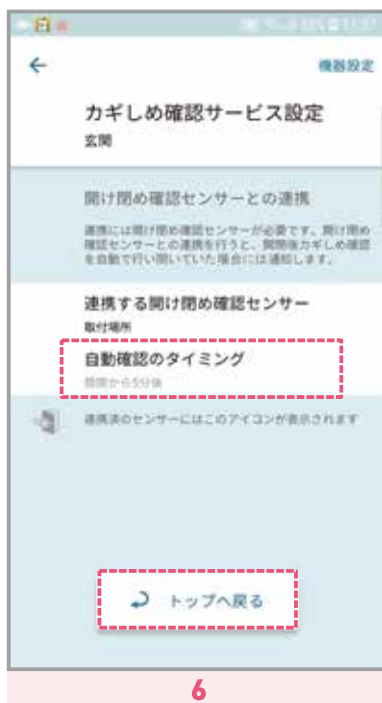 機器設定
カギしめ確認サービス設定
玄関
開け閉め確認センサーとの連携
連携には開け閉め確認センサーが必要です。開け閉め
確認センサーとの連携を行うと、開閉後カギしめ確認
を自動で行い開いていた場合には通知します。
連携する開け閉め確認センサー
取付場所
自動確認のタイミング
開閉から5分後
連携済のセンサーにはこのアイコンが表示されます
トップへ戻る
6